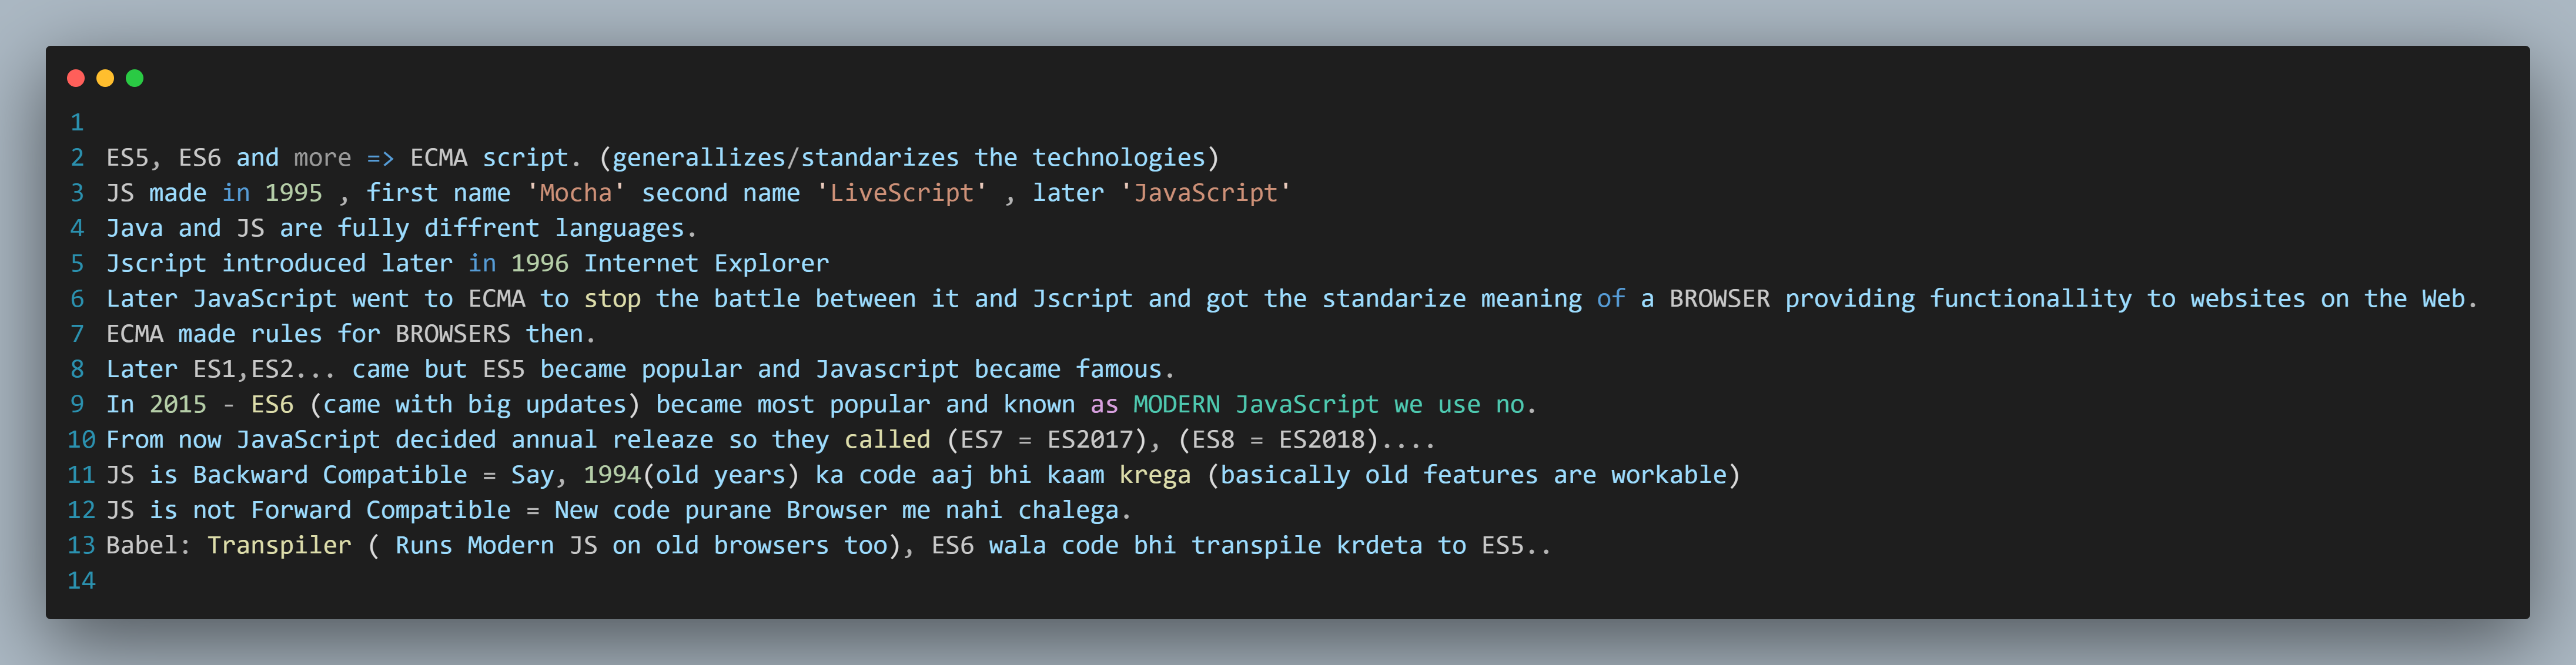 1
2 ES5, ES6 and more => ECMA script. (generallizes/standarizes the technologies)
3 JS made in 1995 , first name 'Mocha' second name 'LiveScript' , later 'JavaScript'
4 Java and JS are fully diffrent languages.
5 Jscript introduced later in 1996 Internet Explorer
6 Later JavaScript went to ECMA to stop the battle between it and Jscript and got the standarize meaning of a BROWSER providing functionallity to websites on the Web.
7 ECMA made rules for BROWSERS then.
8 Later ES1,ES2... came but ES5 became popular and Javascript became famous.
9 In 2015 - ES6 (came with big updates) became most popular and known as MODERN JavaScript we use no.
10 From now JavaScript decided annual releaze so they called (ES7 = ES2017), (ES8 = ES2018)....
11 JS is Backward Compatible = Say, 1994(old years) ka code aaj bhi kaam krega (basically old features are workable)
12 JS is not Forward Compatible = New code purane Browser me nahi chalega.
13 Babel: Transpiler ( Runs Modern JS on old browsers too), ES6 wala code bhi transpile krdeta to ES5..
14